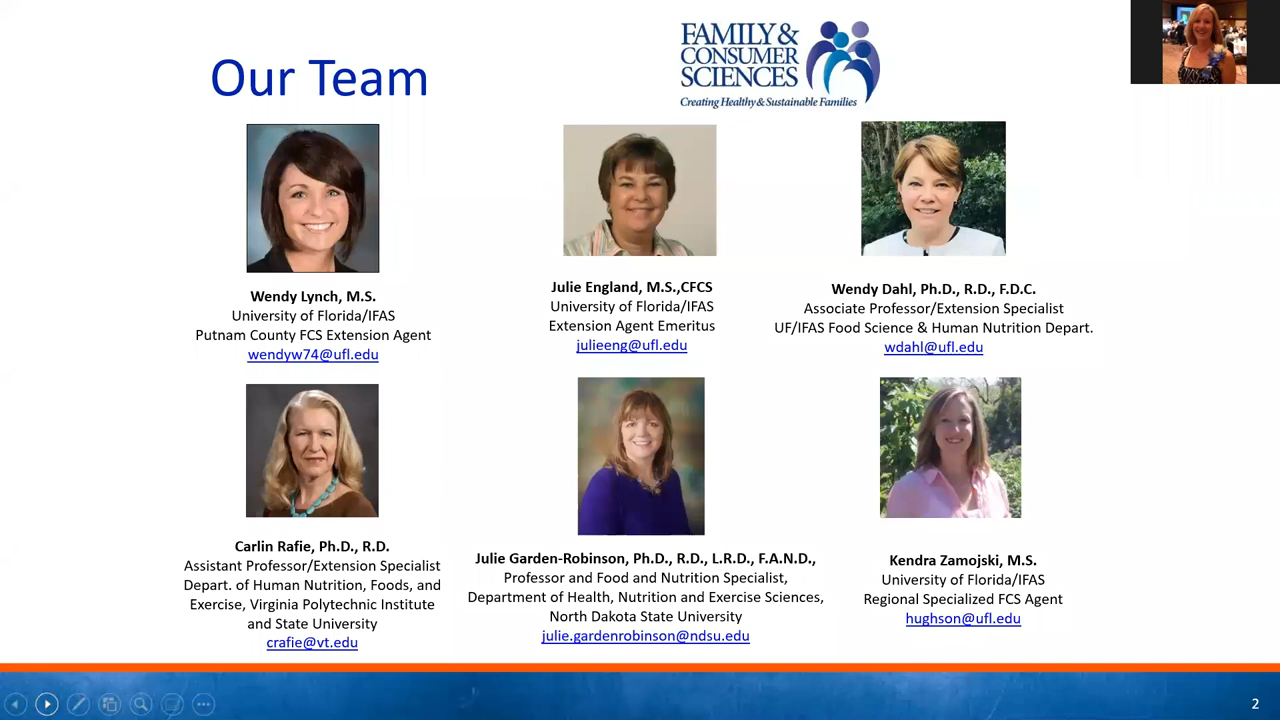 Our Team
FAMILY &
CONSUMER
SCIENCES
Creating Healthy & Sustainable Families
Wendy Lynch, M.S.
University of Florida/IFAS
Putnam County FCS Extension Agent
wendyw74@ufl.edu
Julie England, M.S.,CFCS
University of Florida/IFAS
Extension Agent Emeritus
julieeng@ufl.edu
Wendy Dahl, Ph.D., R.D., F.D.C.
Associate Professor/Extension Specialist
UF/IFAS Food Science & Human Nutrition Depart.
wdahl@ufl.edu
Carlin Rafie, Ph.D., R.D.
Assistant Professor/Extension Specialist
Depart. of Human Nutrition, Foods, and
Exercise, Virginia Polytechnic Institute
and State University
crafie@vt.edu
Julie Garden-Robinson, Ph.D., R.D., L.R.D., F.A.N.D.,
Professor and Food and Nutrition Specialist,
Department of Health, Nutrition and Exercise Sciences,
North Dakota State University
julie.gardenrobinson@ndsu.edu
Kendra Zamojski, M.S.
University of Florida/IFAS
Regional Specialized FCS Agent
hughson@ufl.edu
2